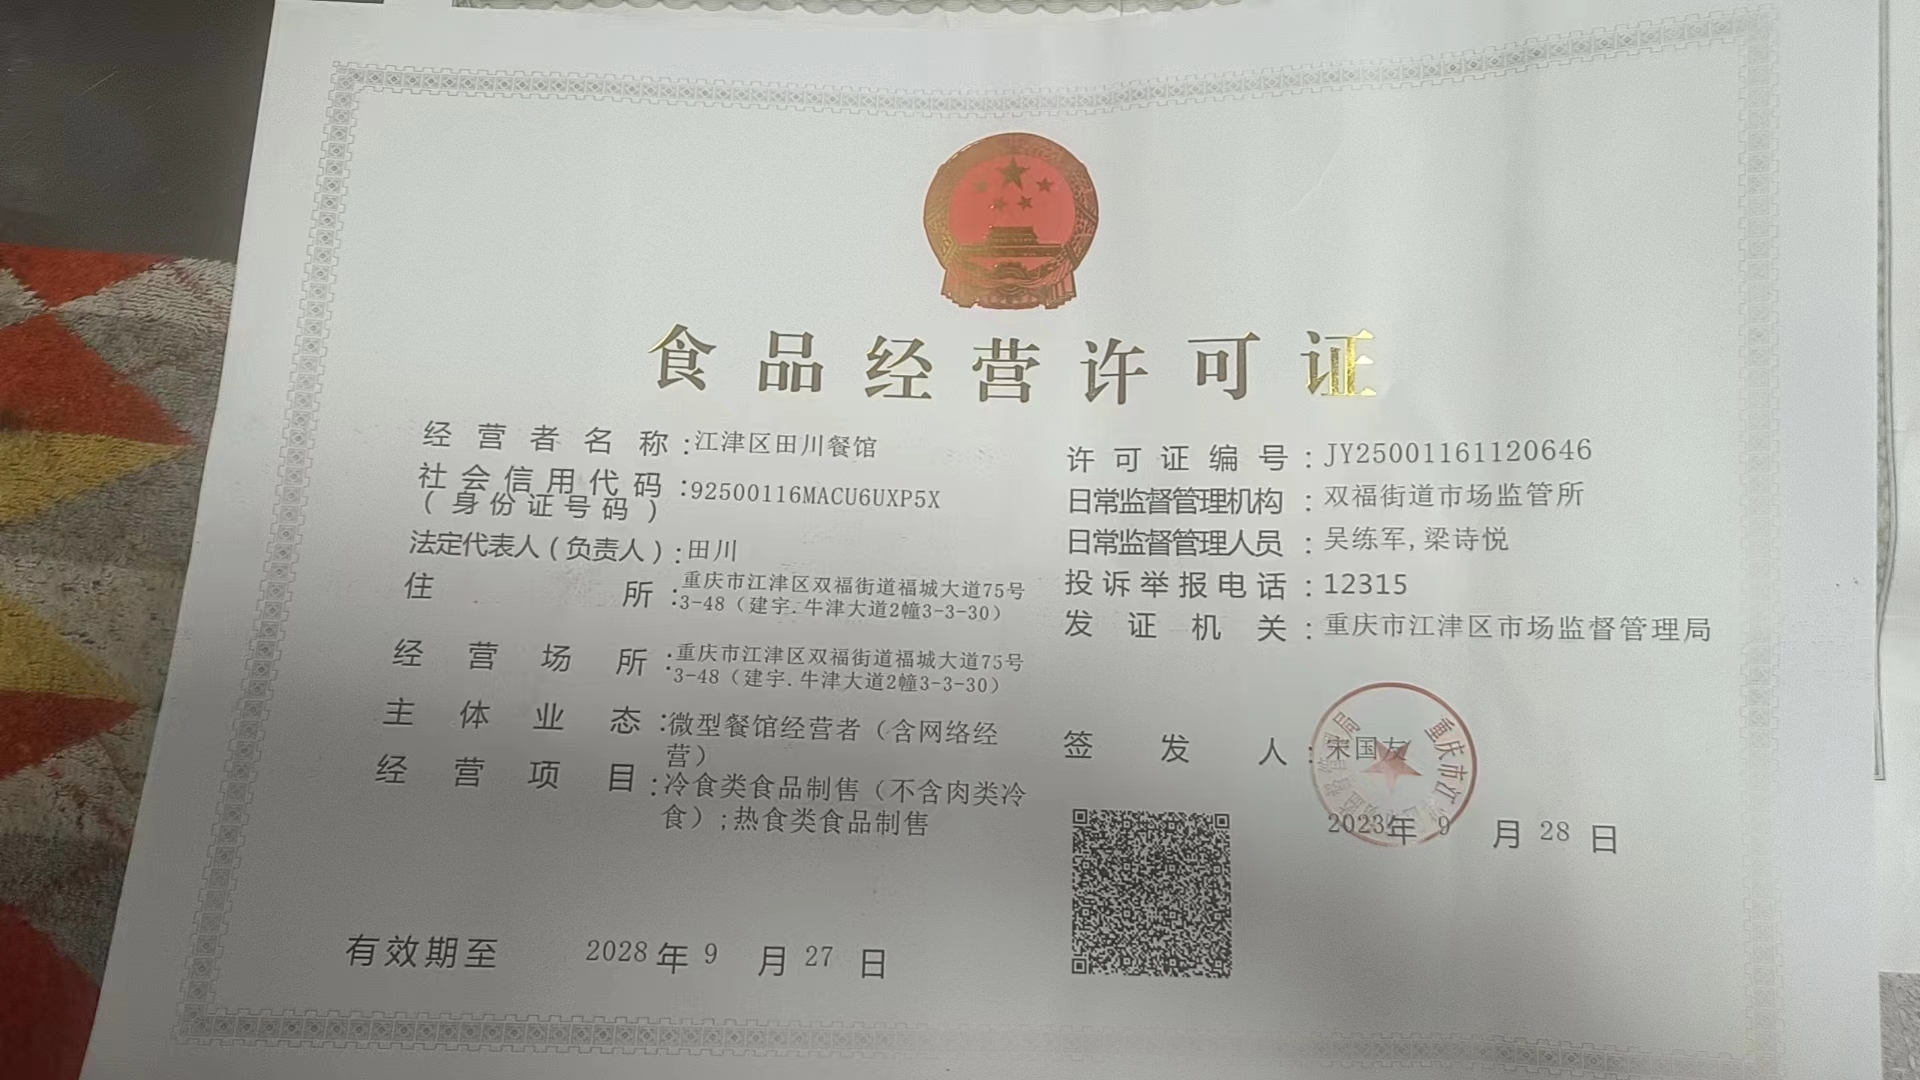 食品经营许可证
经营者名称:江津区田川餐馆
社会信用代码:92500116MACU6UXP5X
(身份证号码)
法定代表人(负责人):田川
住所:重庆市江津区双福街道福城大道75号
3-48（建宇.牛津大道2幢3-3-30）
经营场所:重庆市江津区双福街道福城大道75号
3-48（建宇.牛津大道2幢3-3-30）
主体业态:微型餐馆经营者（含网络经
营）
经营项目:冷食类食品制售（不含肉类冷
食）;热食类食品制售
有效期至 2028年9月27日
许可证编号:JY25001161120646
日常监督管理机构:双福街道市场监管所
日常监督管理人员:吴练军,梁诗悦
投诉举报电话:12315
发证机关:重庆市江津区市场监督管理局
签发人:宋国友
2023年9月28日